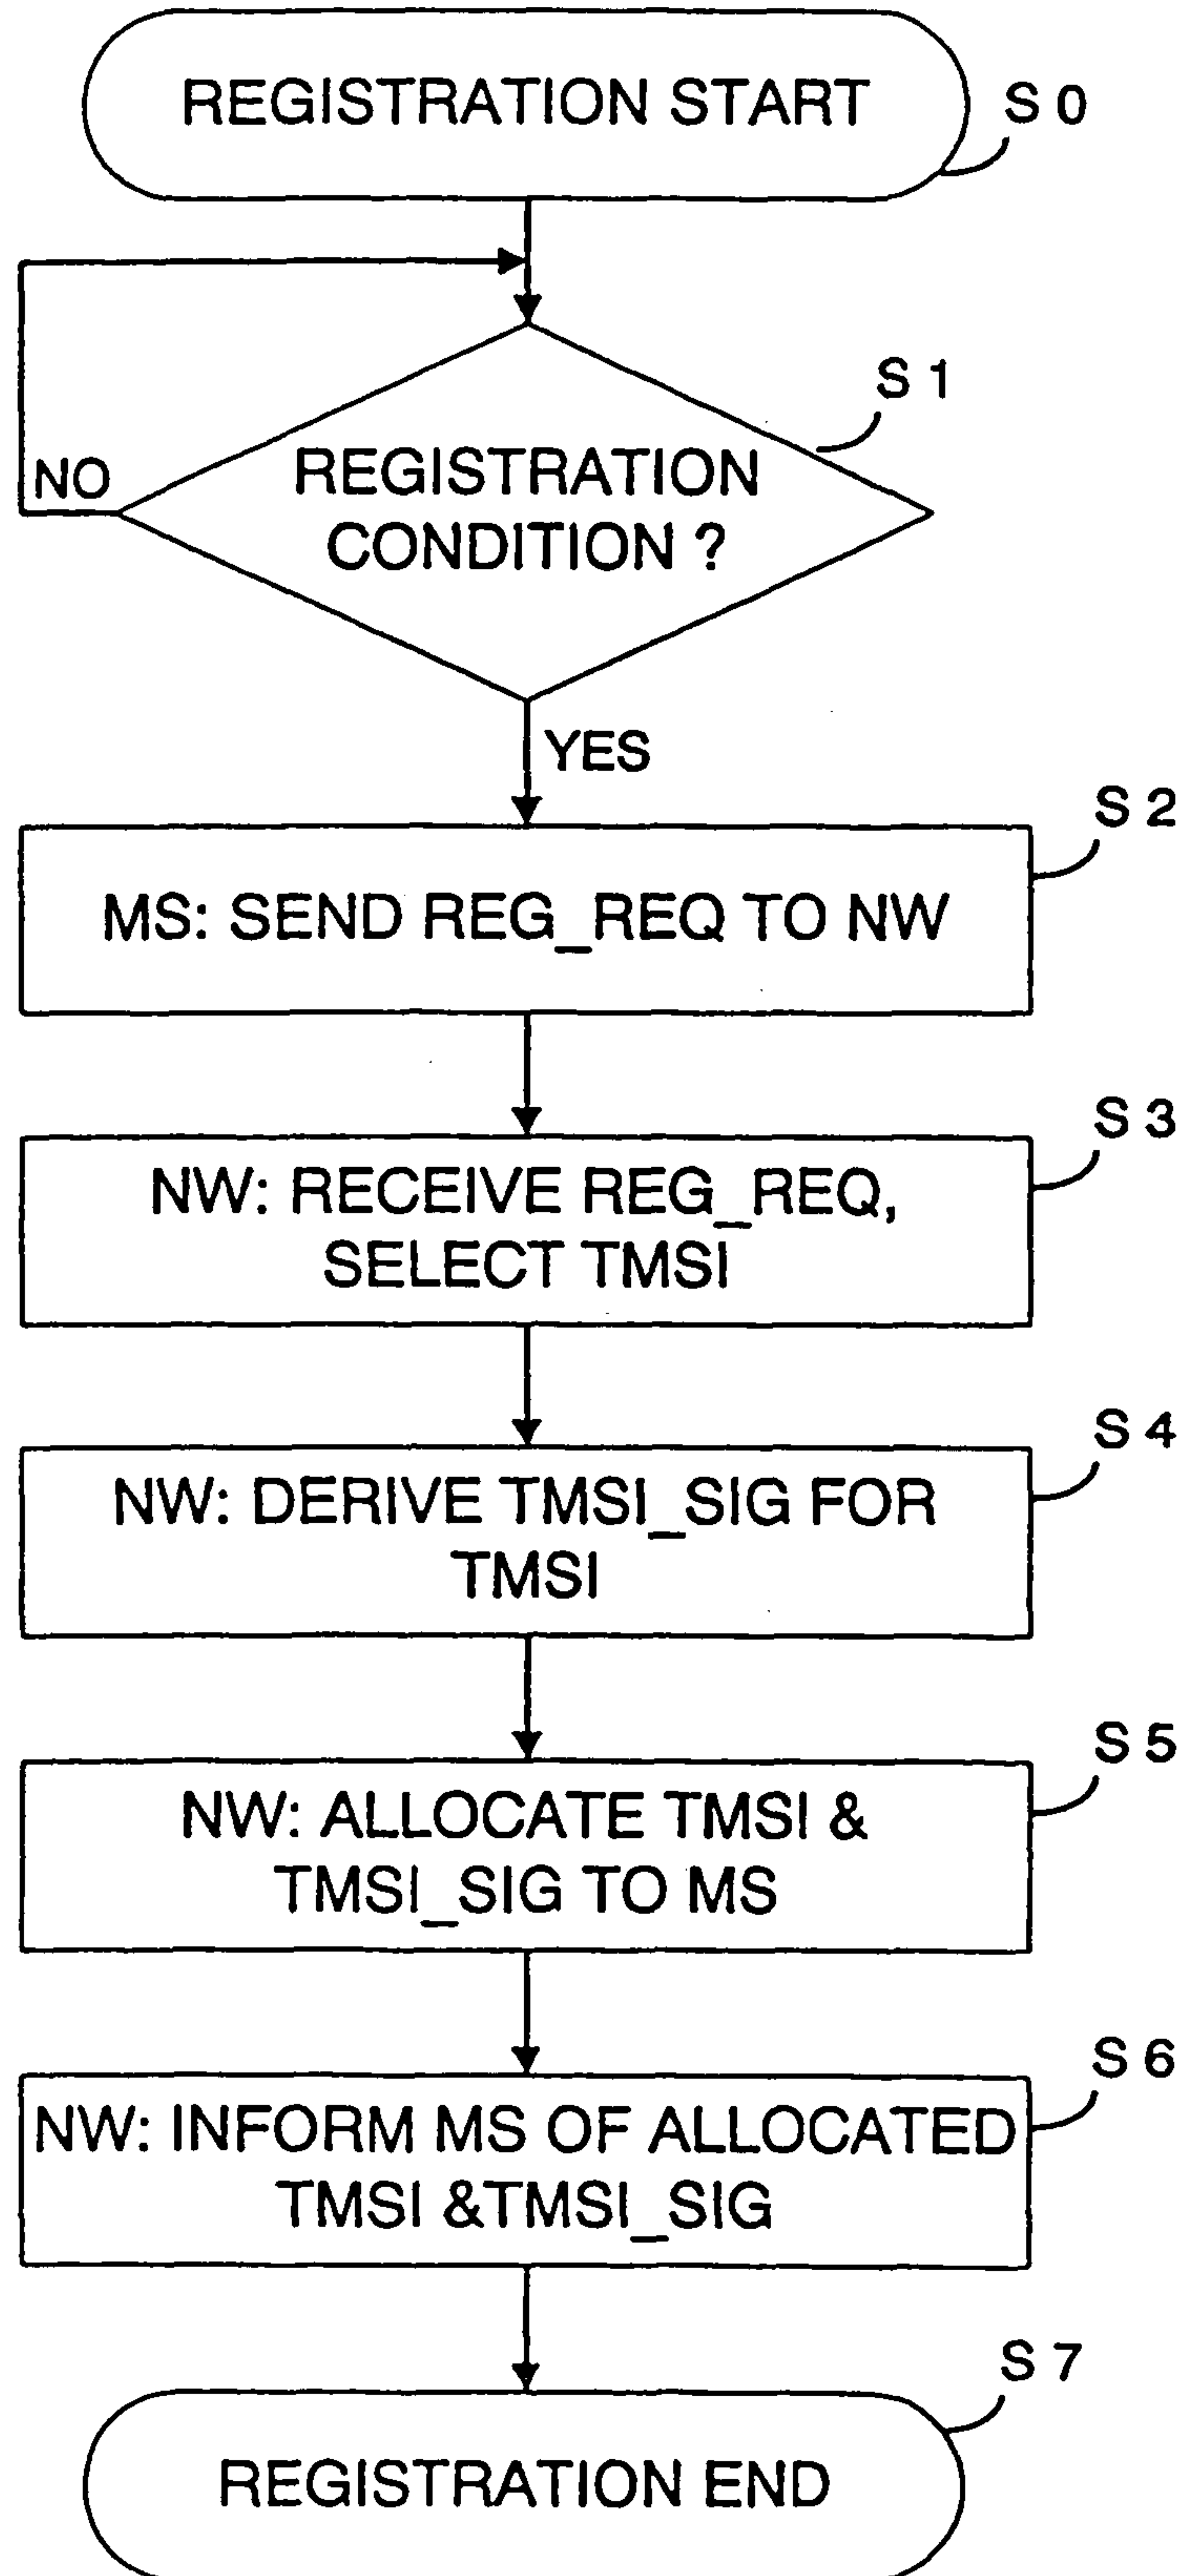 REGISTRATION START
S 0
S 1
REGISTRATION
CONDITION ?
NO
YES
S 2
MS: SEND REG_REQ TO NW
S 3
NW: RECEIVE REG_REQ,
SELECT TMSI
S 4
NW: DERIVE TMSI_SIG FOR
TMSI
S 5
NW: ALLOCATE TMSI &
TMSI_SIG TO MS
S 6
NW: INFORM MS OF ALLOCATED
TMSI &TMSI_SIG
S 7
REGISTRATION END